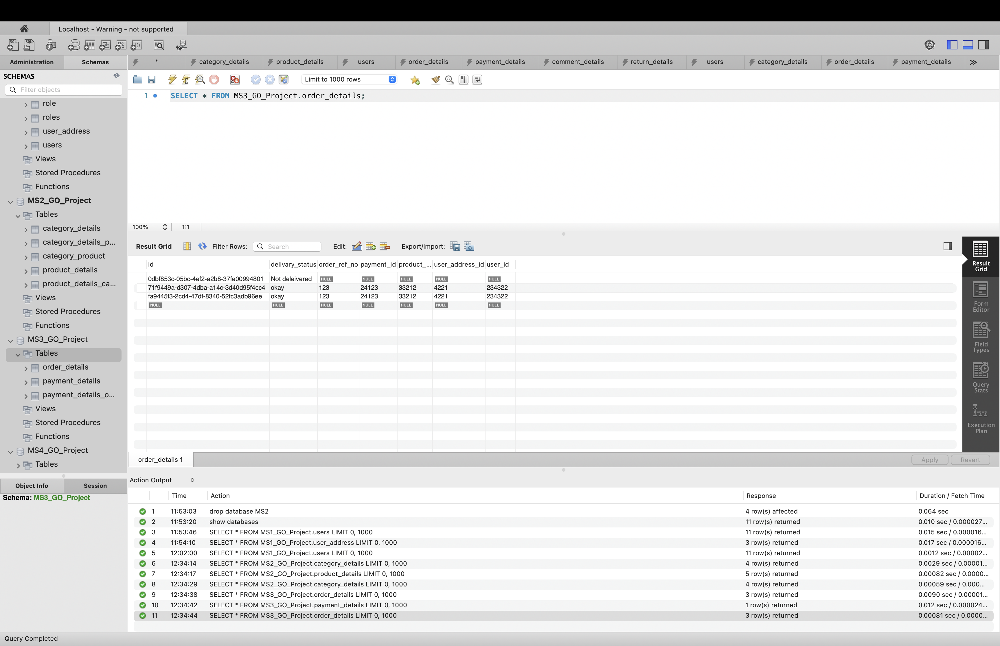 Localhost - Warning - not supported
Administration Schemas
* category_details product_details users order_details payment_details comment_details return_details users category_details order_details payment_details
SCHEMAS
Filter objects
role
roles
user_address
users
Views
Stored Procedures
Functions
MS2_GO_Project
Tables
category_details
category_details_p...
category_product
product_details
product_details_ca...
Views
Stored Procedures
Functions
MS3_GO_Project
Tables
order_details
payment_details
payment_details_o...
Views
Stored Procedures
Functions
MS4_GO_Project
Tables
Object Info Session
Schema: MS3_GO_Project
Limit to 1000 rows
1 SELECT * FROM MS3_GO_Project.order_details;
100% 1:1
Result Grid Filter Rows: Search Edit: Export/Import:
id delivary_status order_ref_no payment_id product_... user_address_id user_id
0dbf853c-05bc-4ef2-a2b8-37fe00994801 Not deleivered NULL NULL NULL NULL NULL
71f9449a-d307-4dba-a14c-3d40d95f4cc4 okay 123 24123 33212 4221 234322
fa9445f3-2cd4-47df-8340-52fc3adb96ee okay 123 24123 33212 4221 234322
NULL NULL NULL NULL NULL NULL NULL
Result
Grid
Form
Editor
Field
Types
Query
Stats
Execution
Plan
order_details 1 Apply Revert
Action Output
Time Action Response Duration / Fetch Time
1 11:53:03 drop database MS2 4 row(s) affected 0.064 sec
2 11:53:20 show databases 11 row(s) returned 0.010 sec / 0.000027...
3 11:53:46 SELECT * FROM MS1_GO_Project.users LIMIT 0, 1000 11 row(s) returned 0.015 sec / 0.000016...
4 11:54:10 SELECT * FROM MS1_GO_Project.user_address LIMIT 0, 1000 3 row(s) returned 0.017 sec / 0.000016...
5 12:02:00 SELECT * FROM MS1_GO_Project.users LIMIT 0, 1000 11 row(s) returned 0.0012 sec / 0.00002...
6 12:34:14 SELECT * FROM MS2_GO_Project.category_details LIMIT 0, 1000 4 row(s) returned 0.0029 sec / 0.00001...
7 12:34:17 SELECT * FROM MS2_GO_Project.product_details LIMIT 0, 1000 5 row(s) returned 0.00082 sec / 0.0000...
8 12:34:29 SELECT * FROM MS2_GO_Project.category_details LIMIT 0, 1000 4 row(s) returned 0.00059 sec / 0.000...
9 12:34:38 SELECT * FROM MS3_GO_Project.order_details LIMIT 0, 1000 3 row(s) returned 0.0090 sec / 0.00001...
10 12:34:42 SELECT * FROM MS3_GO_Project.payment_details LIMIT 0, 1000 1 row(s) returned 0.012 sec / 0.000024...
11 12:34:44 SELECT * FROM MS3_GO_Project.order_details LIMIT 0, 1000 3 row(s) returned 0.00081 sec / 0.0000...
Query Completed